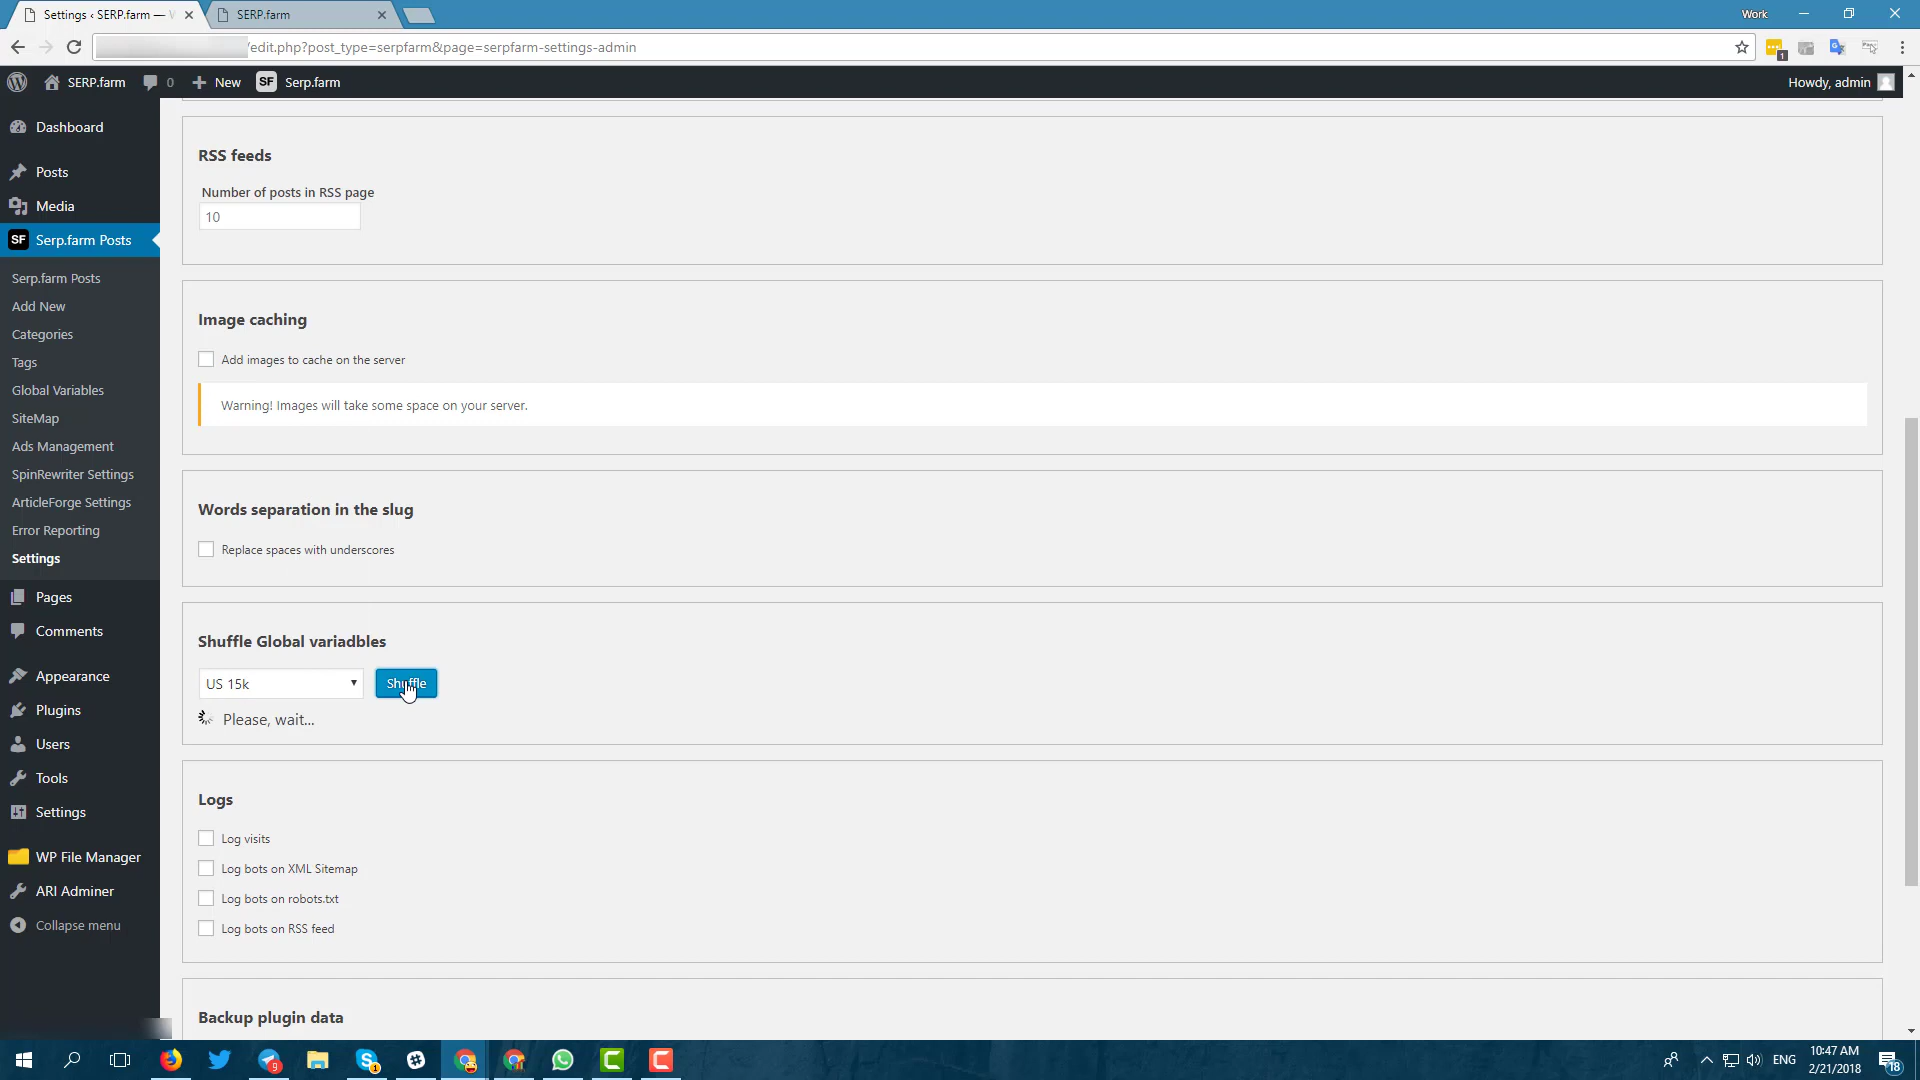 Settings ‹ SERP.farm — W
SERP.farm
Work
/edit.php?post_type=serpfarm&page=serpfarm-settings-admin
1
SERP.farm
0
New
SF
Serp.farm
Howdy, admin
Dashboard
Posts
Media
SF
Serp.farm Posts
Serp.farm Posts
Add New
Categories
Tags
Global Variables
SiteMap
Ads Management
SpinRewriter Settings
ArticleForge Settings
Error Reporting
Settings
Pages
Comments
Appearance
Plugins
Users
Tools
Settings
WP File Manager
ARI Adminer
Collapse menu
RSS feeds
Number of posts in RSS page
10
Image caching
Add images to cache on the server
Warning! Images will take some space on your server.
Words separation in the slug
Replace spaces with underscores
Shuffle Global variadbles
US 15k
Shuffle
Please, wait...
Logs
Log visits
Log bots on XML Sitemap
Log bots on robots.txt
Log bots on RSS feed
Backup plugin data
9
1
ENG
10:47 AM
2/21/2018
18